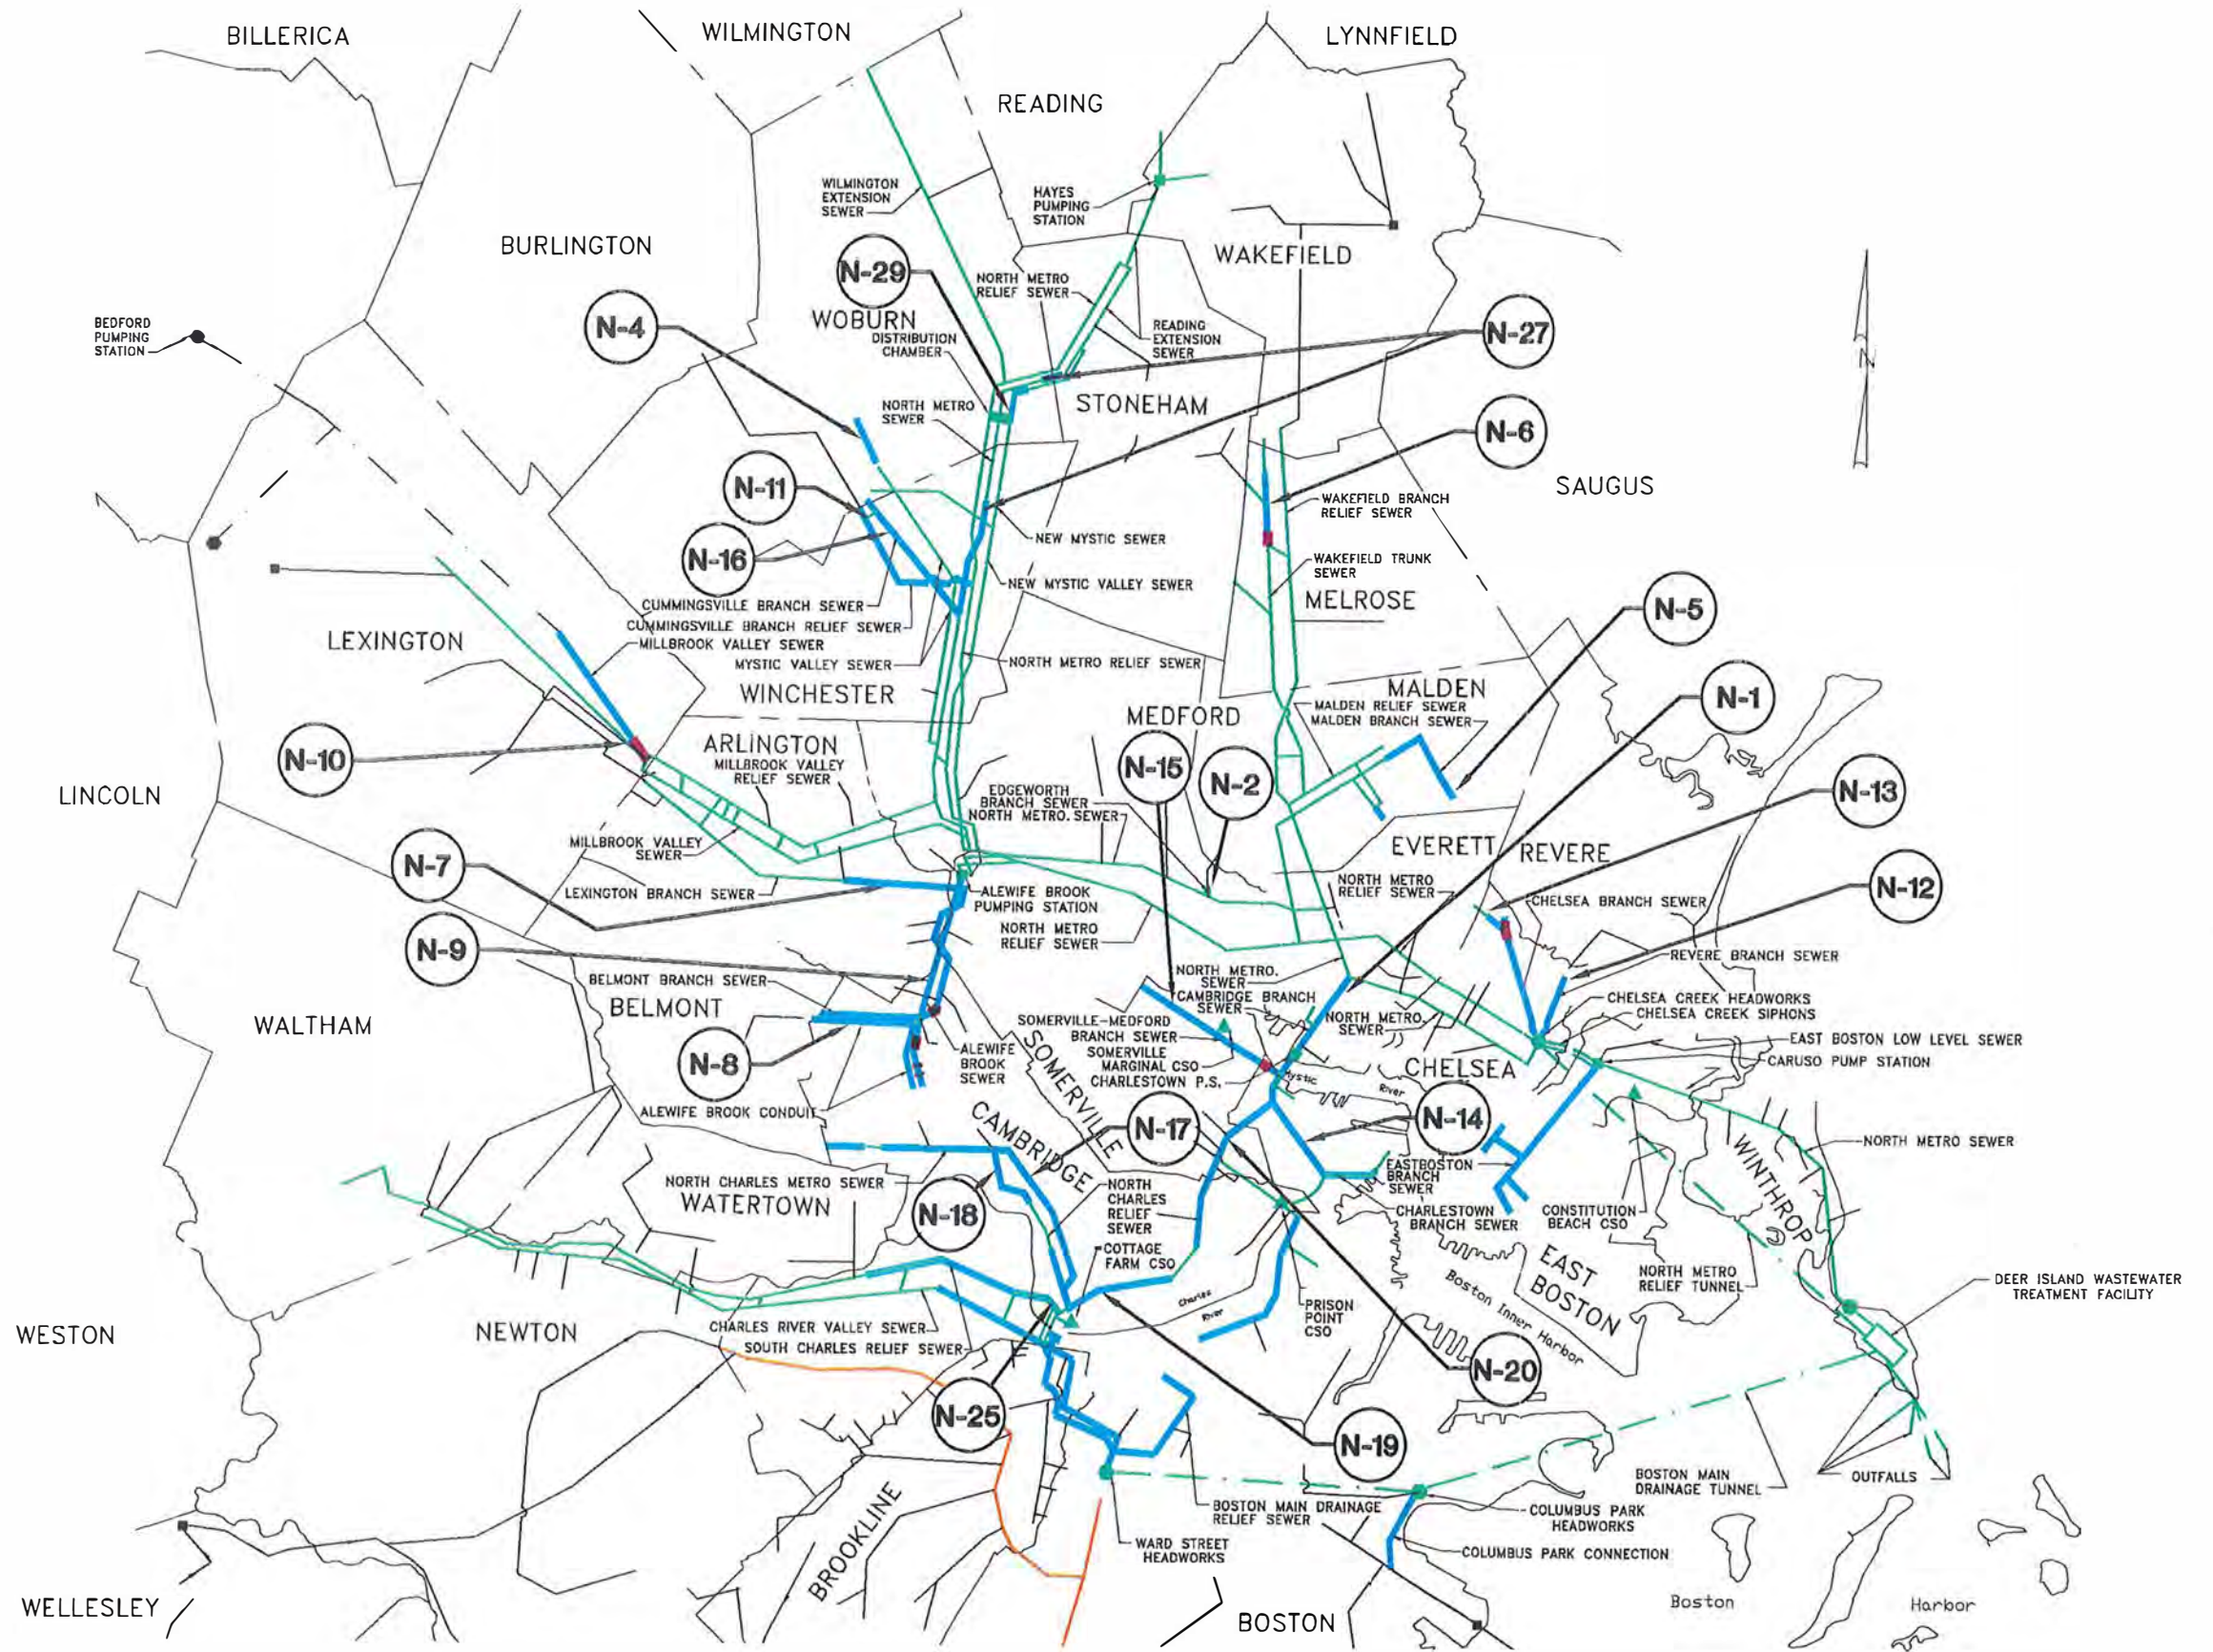 BILLERICA
WILMINGTON
LYNNFIELD
READING
WILMINGTON
EXTENSION
SEWER
HAYES
PUMPING
STATION
BURLINGTON
WAKEFIELD
N-29
NORTH METRO
RELIEF SEWER
N-4
WOBURN
N-27
BEDFORD
PUMPING
STATION
DISTRIBUTION
CHAMBER
READING
EXTENSION
SEWER
NORTH METRO
SEWER
STONEHAM
N-6
N-11
SAUGUS
WAKEFIELD BRANCH
RELIEF SEWER
N-16
NEW MYSTIC SEWER
WAKEFIELD TRUNK
SEWER
NEW MYSTIC VALLEY SEWER
CUMMINGSVILLE BRANCH SEWER
MELROSE
N-5
CUMMINGSVILLE BRANCH RELIEF SEWER
LEXINGTON
MILLBROOK VALLEY SEWER
MYSTIC VALLEY SEWER
NORTH METRO RELIEF SEWER
WINCHESTER
MALDEN
N-1
MALDEN RELIEF SEWER
MALDEN BRANCH SEWER
MEDFORD
N-10
ARLINGTON
MILLBROOK VALLEY
RELIEF SEWER
N-15
N-2
N-13
LINCOLN
EDGEWORTH
BRANCH SEWER
NORTH METRO. SEWER
MILLBROOK VALLEY
SEWER
EVERETT
REVERE
N-7
N-12
LEXINGTON BRANCH SEWER
ALEWIFE BROOK
PUMPING STATION
NORTH METRO
RELIEF SEWER
CHELSEA BRANCH SEWER
N-9
NORTH METRO
RELIEF SEWER
REVERE BRANCH SEWER
BELMONT BRANCH SEWER
NORTH METRO.
SEWER
CAMBRIDGE BRANCH
SEWER
CHELSEA CREEK HEADWORKS
CHELSEA CREEK SIPHONS
BELMONT
WALTHAM
SOMERVILLE-MEDFORD
BRANCH SEWER
NORTH METRO.
SEWER
EAST BOSTON LOW LEVEL SEWER
N-8
ALEWIFE
BROOK
SEWER
SOMERVILLE
SOMERVILLE
MARGINAL CSO
CHARLESTOWN P.S.
CHELSEA
CARUSO PUMP STATION
Mystic
River
ALEWIFE BROOK CONDUIT
CAMBRIDGE
N-17
N-14
NORTH METRO SEWER
WINTHROP
EASTBOSTON
BRANCH
SEWER
NORTH CHARLES METRO SEWER
WATERTOWN
N-18
NORTH
CHARLES
RELIEF
SEWER
CHARLESTOWN
BRANCH SEWER
CONSTITUTION
BEACH CSO
COTTAGE
FARM CSO
EAST
BOSTON
NORTH METRO
RELIEF TUNNEL
DEER ISLAND WASTEWATER
TREATMENT FACILITY
Boston Inner Harbor
Charles
River
PRISON
POINT
CSO
WESTON
NEWTON
CHARLES RIVER VALLEY SEWER
SOUTH CHARLES RELIEF SEWER
N-20
N-25
N-19
BOSTON MAIN
DRAINAGE TUNNEL
OUTFALLS
BOSTON MAIN DRAINAGE
RELIEF SEWER
COLUMBUS PARK
HEADWORKS
BROOKLINE
WARD STREET
HEADWORKS
COLUMBUS PARK CONNECTION
WELLESLEY
BOSTON
Boston
Harbor
N